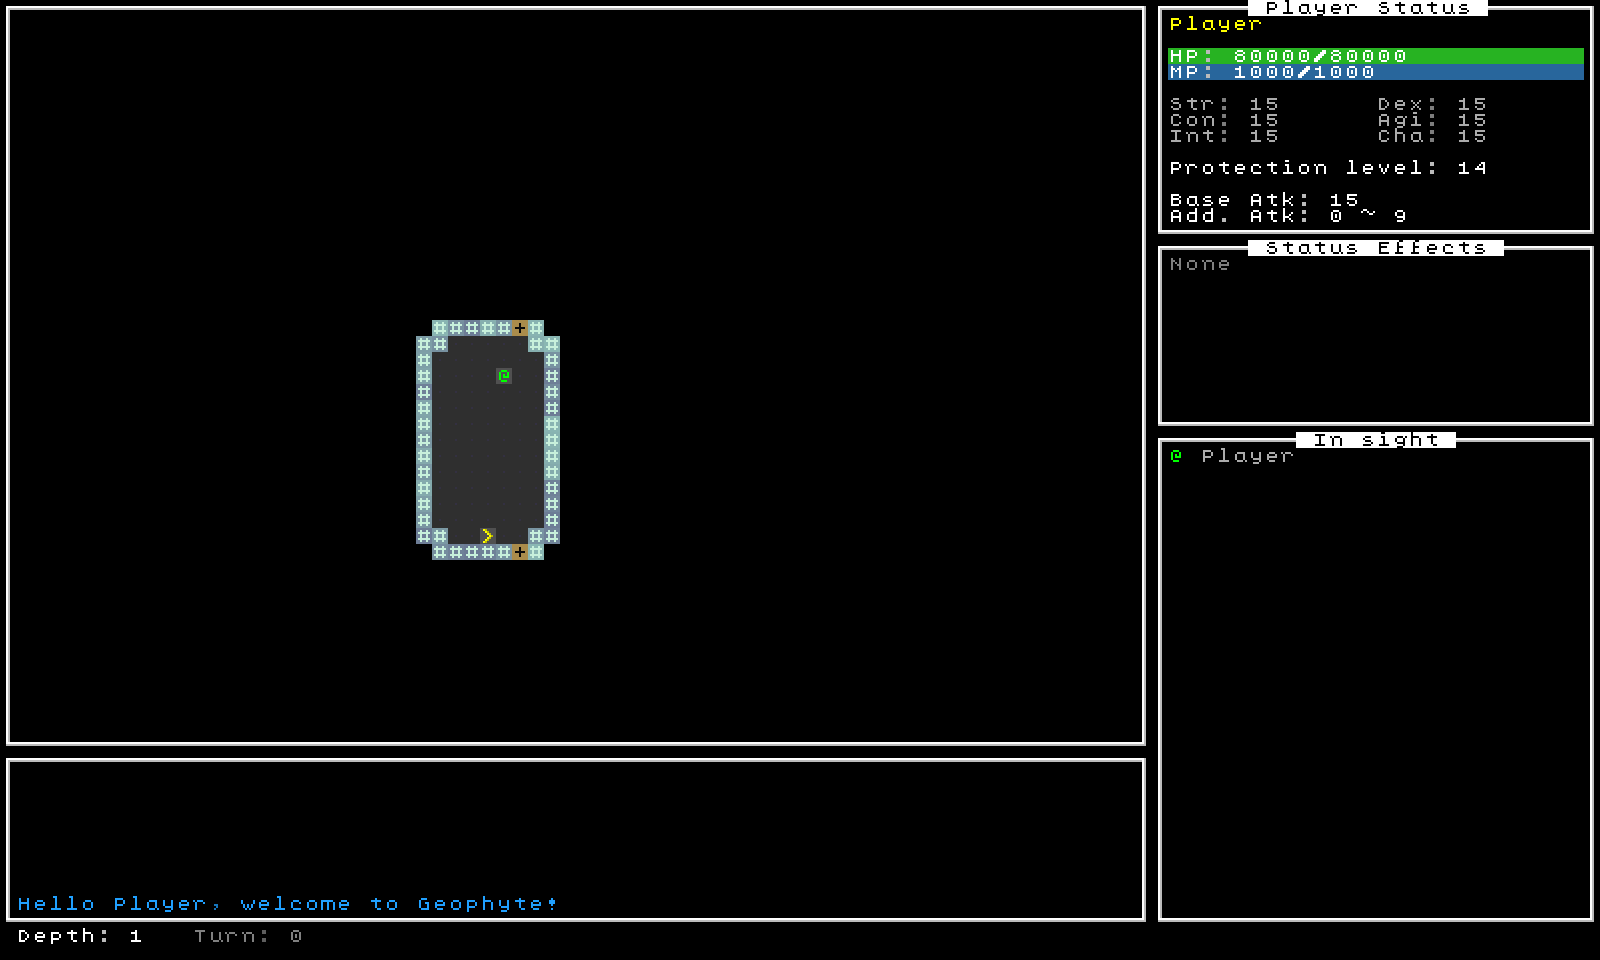 Player Status
Player
HP: 80000/80000
MP: 1000/1000
Str: 15 Dex: 15
Con: 15 Agi: 15
Int: 15 Cha: 15
Protection level: 14
Base Atk: 15
Add. Atk: 0 ~ 9
Status Effects
None
######+#
## ##
# #
# @ #
# #
# #
# #
# #
# #
# #
# #
# #
# #
## > ##
#####+#
In sight
@ Player
Hello Player, welcome to Geophyte!
Depth: 1 Turn: 0